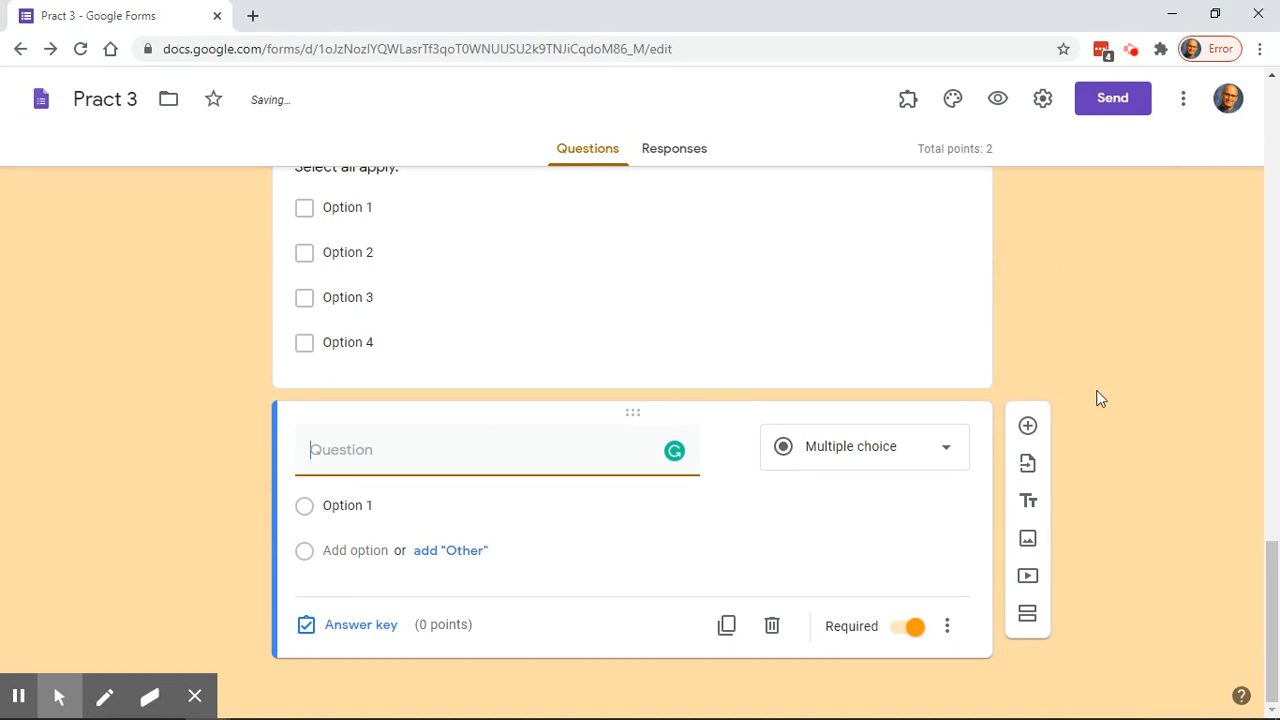 Pract 3 - Google Forms
docs.google.com/forms/d/1oJzNozlYQWLasrTf3qoT0WNUUSU2k9TNJiCqdoM86_M/edit
4
Error
Pract 3
Saving...
Send
Questions
Responses
Total points: 2
Select all apply.
Option 1
Option 2
Option 3
Option 4
Question
Multiple choice
Option 1
Add option or add "Other"
Answer key (0 points)
Required